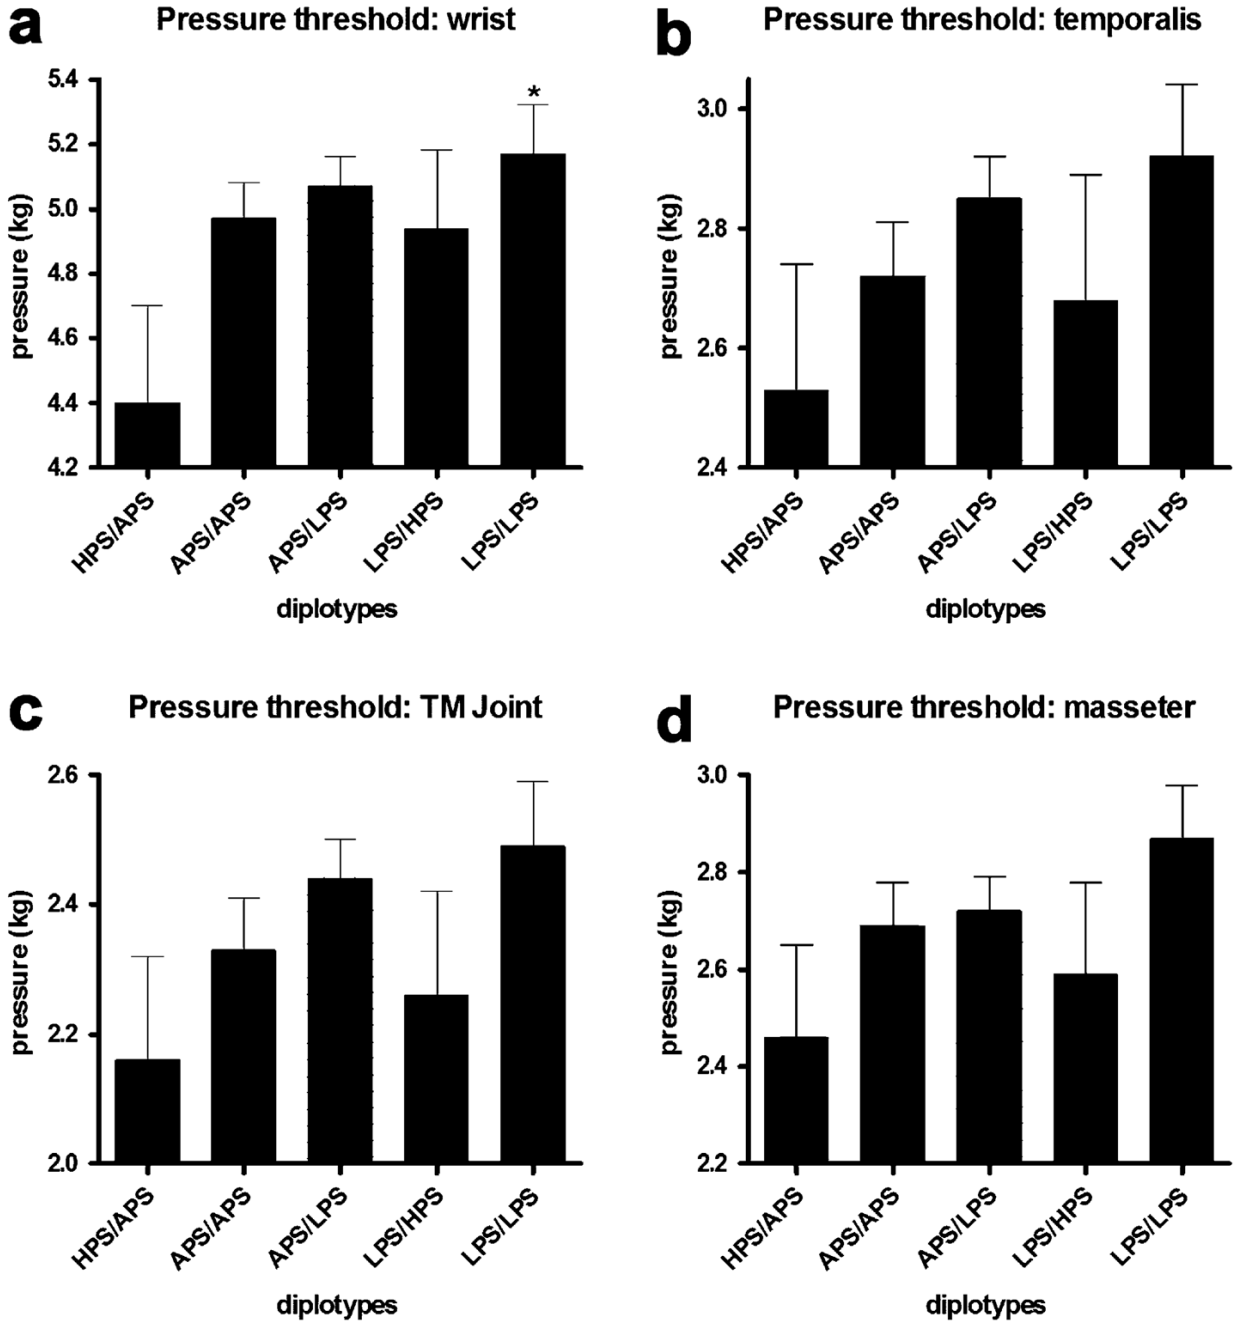 a
Pressure threshold: wrist
5.4
5.2
5.0
4.8
4.6
4.4
4.2
pressure (kg)
HPS/APS
APS/APS
APS/LPS
LPS/HPS
LPS/LPS
*
diplotypes
b
Pressure threshold: temporalis
3.0
2.8
2.6
2.4
pressure (kg)
HPS/APS
APS/APS
APS/LPS
LPS/HPS
LPS/LPS
diplotypes
c
Pressure threshold: TM Joint
2.6
2.4
2.2
2.0
pressure (kg)
HPS/APS
APS/APS
APS/LPS
LPS/HPS
LPS/LPS
diplotypes
d
Pressure threshold: masseter
3.0
2.8
2.6
2.4
2.2
pressure (kg)
HPS/APS
APS/APS
APS/LPS
LPS/HPS
LPS/LPS
diplotypes